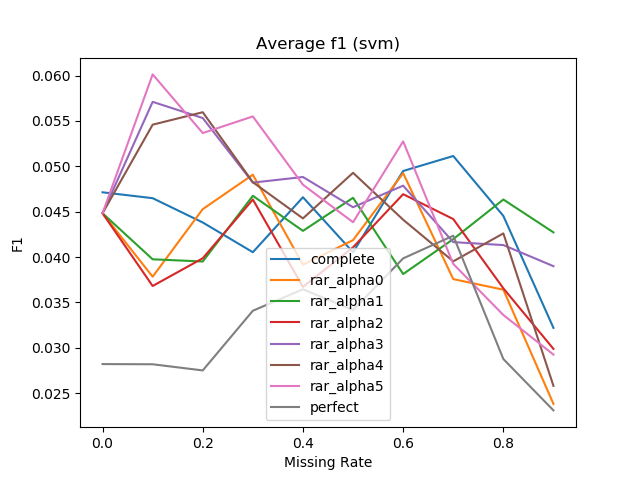 Average f1 (svm)
F1
0.060
0.055
0.050
0.045
0.040
0.035
0.030
0.025
complete
rar_alpha0
rar_alpha1
rar_alpha2
rar_alpha3
rar_alpha4
rar_alpha5
perfect
0.0 0.2 0.4 0.6 0.8
Missing Rate